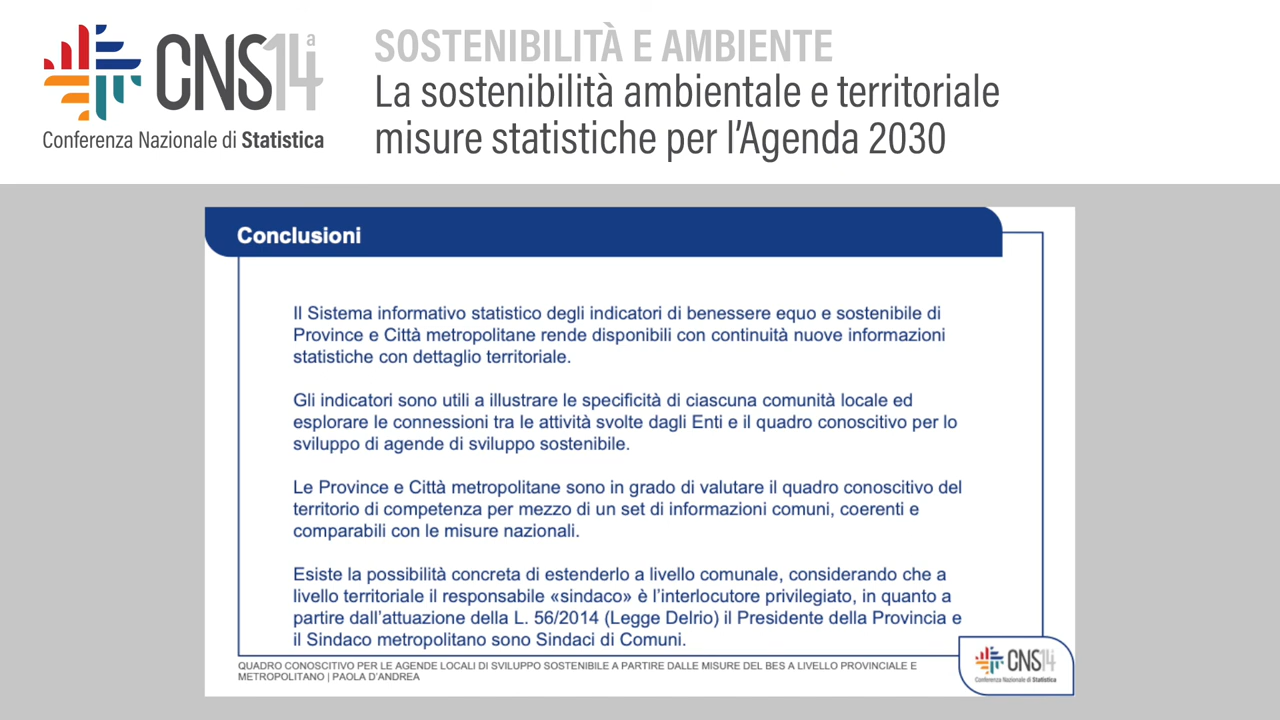 CNS14a
Conferenza Nazionale di Statistica
SOSTENIBILITÀ E AMBIENTE
La sostenibilità ambientale e territoriale
misure statistiche per l'Agenda 2030
Conclusioni
Il Sistema informativo statistico degli indicatori di benessere equo e sostenibile di
Province e Città metropolitane rende disponibili con continuità nuove informazioni
statistiche con dettaglio territoriale.
Gli indicatori sono utili a illustrare le specificità di ciascuna comunità locale ed
esplorare le connessioni tra le attività svolte dagli Enti e il quadro conoscitivo per lo
sviluppo di agende di sviluppo sostenibile.
Le Province e Città metropolitane sono in grado di valutare il quadro conoscitivo del
territorio di competenza per mezzo di un set di informazioni comuni, coerenti e
comparabili con le misure nazionali.
Esiste la possibilità concreta di estenderlo a livello comunale, considerando che a
livello territoriale il responsabile «sindaco» è l'interlocutore privilegiato, in quanto a
partire dall'attuazione della L. 56/2014 (Legge Delrio) il Presidente della Provincia e
il Sindaco metropolitano sono Sindaci di Comuni.
QUADRO CONOSCITIVO PER LE AGENDE LOCALI DI SVILUPPO SOSTENIBILE A PARTIRE DALLE MISURE DEL BES A LIVELLO PROVINCIALE E
METROPOLITANO | PAOLA D'ANDREA
CNS14
Conferenza Nazionale di Statistica